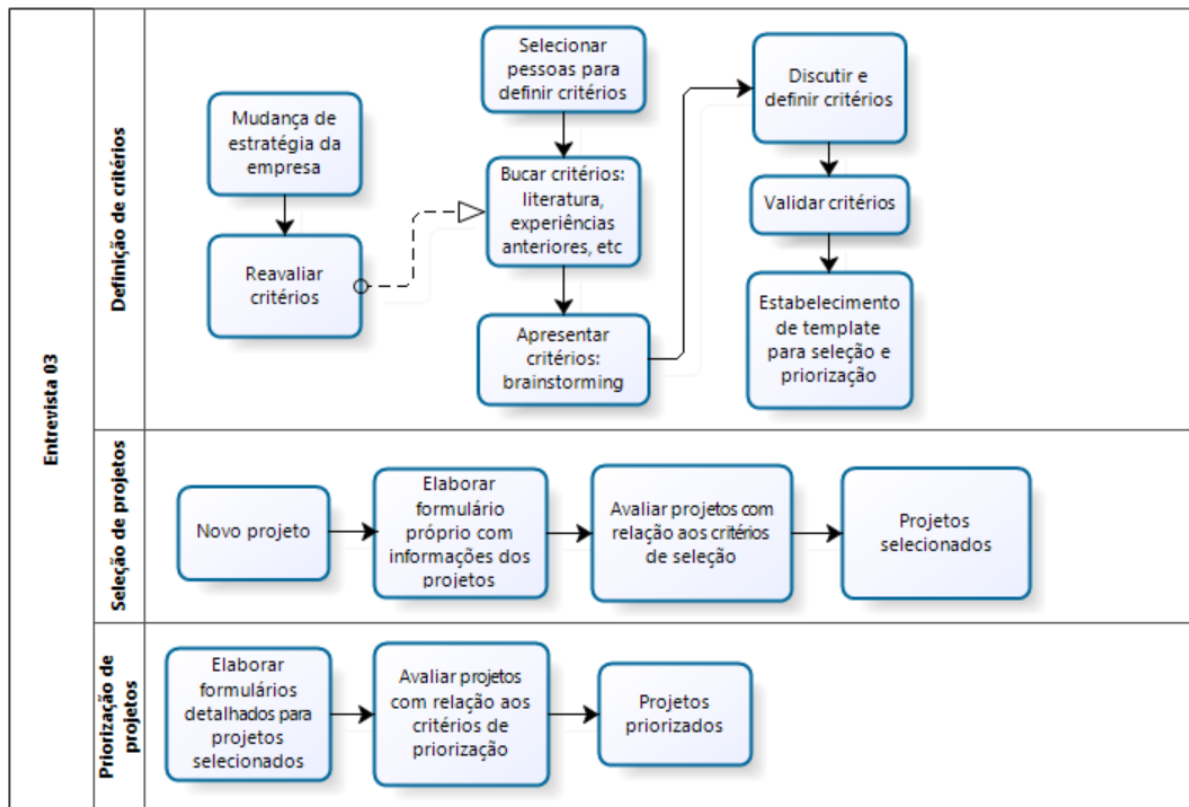 Entrevista 03
Definição de critérios
Mudança de
estratégia da
empresa
Reavaliar
critérios
Selecionar
pessoas para
definir critérios
Bucar critérios:
literatura,
experiências
anteriores, etc
Apresentar
critérios:
brainstorming
Discutir e
definir critérios
Validar critérios
Estabelecimento
de template
para seleção e
priorização
Seleção de projetos
Novo projeto
Elaborar
formulário
próprio com
informações dos
projetos
Avaliar projetos com
relação aos critérios
de seleção
Projetos
selecionados
Priorização de
projetos
Elaborar
formulários
detalhados para
projetos
selecionados
Avaliar projetos
com relação aos
critérios de
priorização
Projetos
priorizados